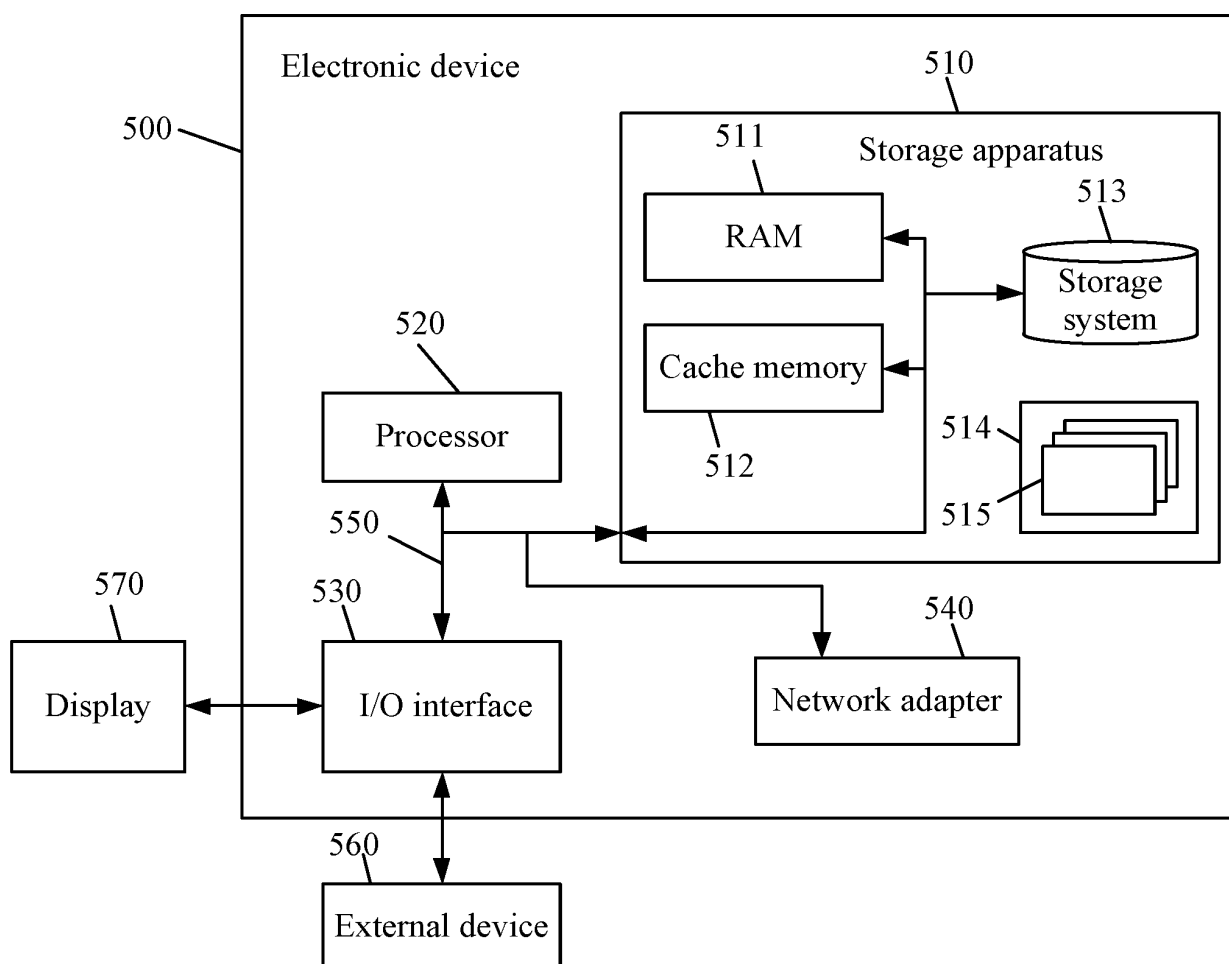 Electronic device
510
500
511
Storage apparatus
513
RAM
Storage
system
520
Cache memory
Processor
514
512
515
550
570
530
540
Display
I/O interface
Network adapter
560
External device